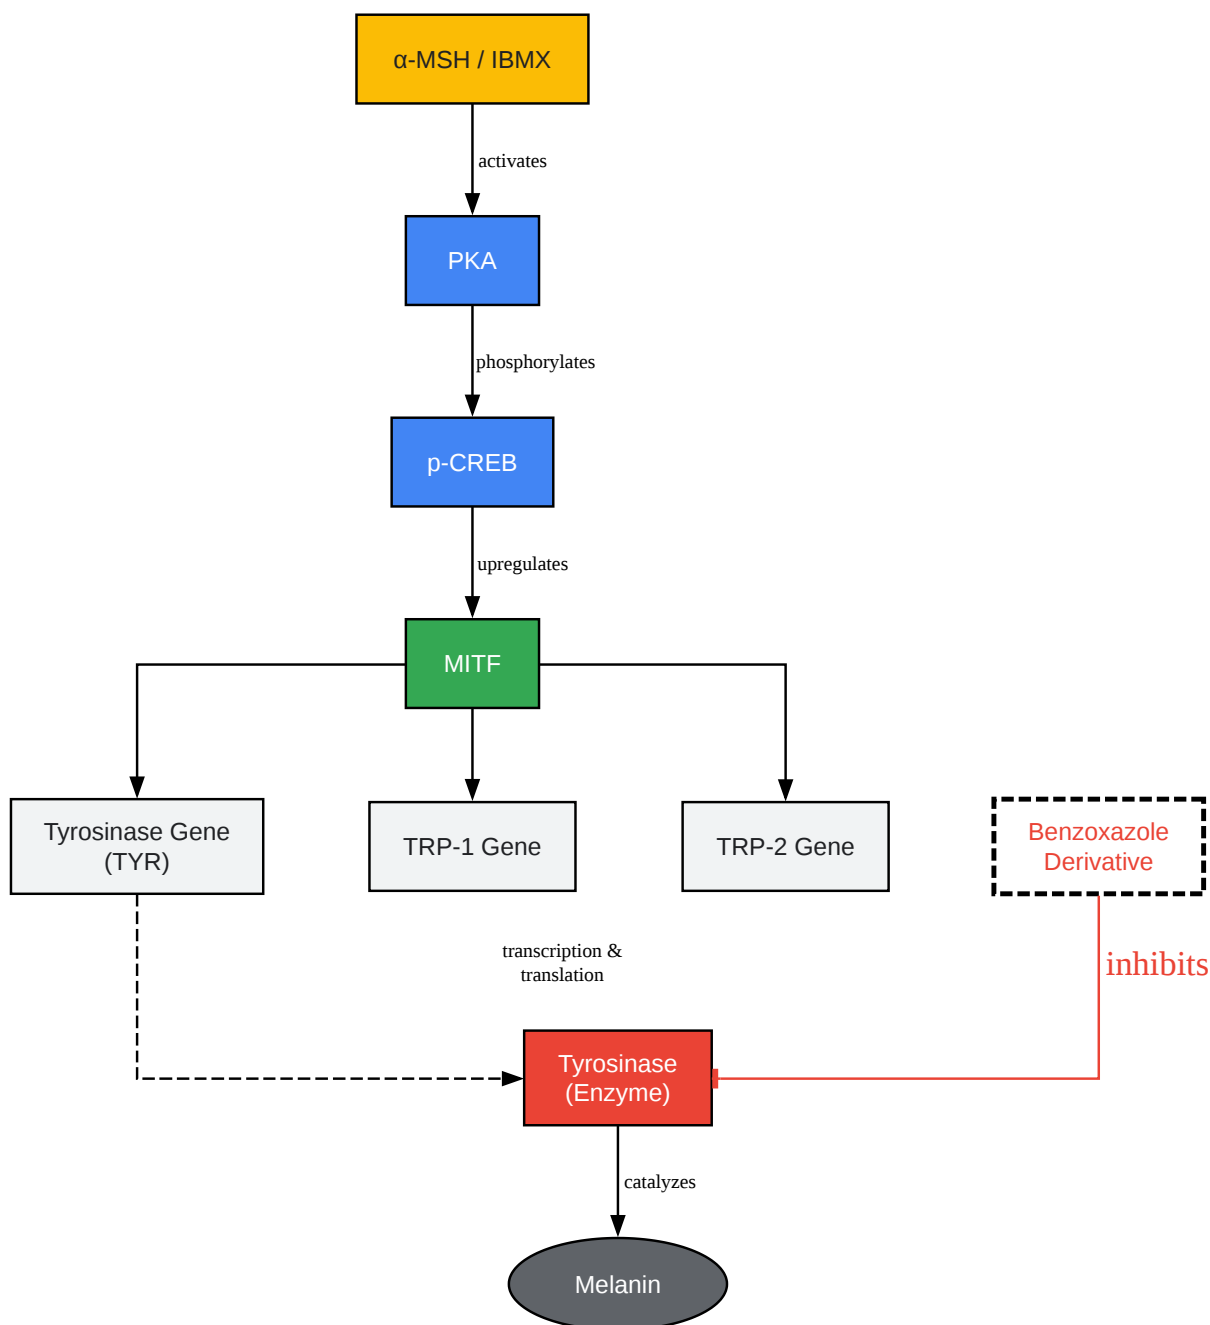 α-MSH / IBMX
activates
PKA
phosphorylates
p-CREB
upregulates
MITF
Tyrosinase Gene
(TYR)
TRP-1 Gene
TRP-2 Gene
Benzoxazole
Derivative
transcription &
translation
inhibits
Tyrosinase
(Enzyme)
catalyzes
Melanin